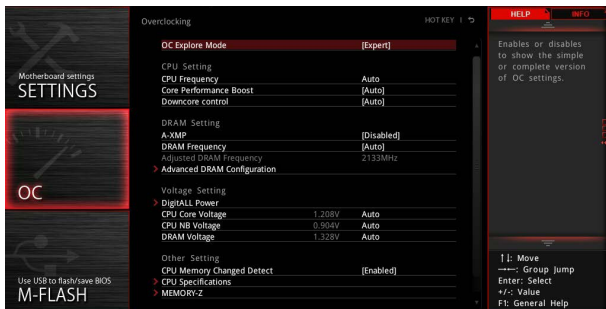 Overclocking
HOT KEY |
HELP
INFO
Motherboard settings
SETTINGS
OC
Use USB to flash/save BIOS
M-FLASH
OC Explore Mode [Expert]
CPU Setting
CPU Frequency Auto
Core Performance Boost [Auto]
Downcore control [Auto]
DRAM Setting
A-XMP [Disabled]
DRAM Frequency [Auto]
Adjusted DRAM Frequency 2133MHz
Advanced DRAM Configuration
Voltage Setting
DigitALL Power
CPU Core Voltage 1.208V Auto
CPU NB Voltage 0.904V Auto
DRAM Voltage 1.328V Auto
Other Setting
CPU Memory Changed Detect [Enabled]
CPU Specifications
MEMORY-Z
Enables or disables
to show the simple
or complete version
of OC settings.
↑↓: Move
→←: Group Jump
Enter: Select
+/-: Value
F1: General Help